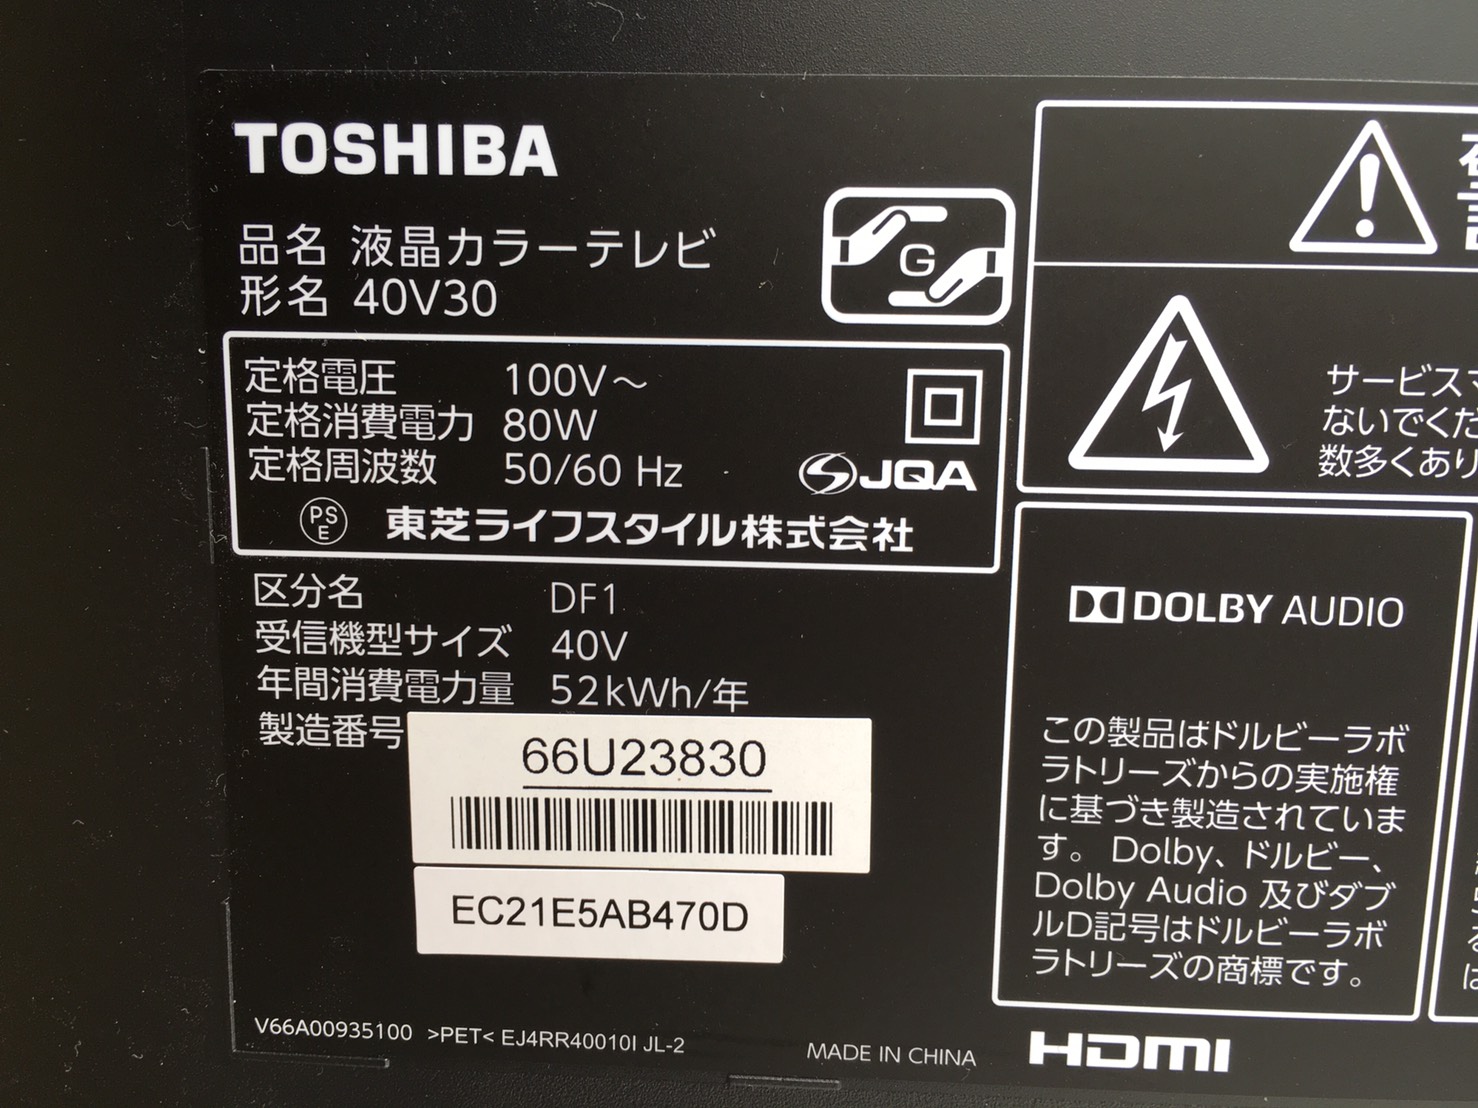 TOSHIBA
品名 液晶カラーテレビ
形名 40V30
G
定格電圧 100V～
定格消費電力 80W
定格周波数 50/60 Hz
JQA
PS
E
東芝ライフスタイル株式会社
区分名 DF1
受信機型サイズ 40V
年間消費電力量 52kWh/年
製造番号
66U23830
EC21E5AB470D
V66A00935100 >PET< EJ4RR40010I JL-2
MADE IN CHINA
サービスマ
ないでくだ
数多くあり
DOLBY AUDIO
この製品はドルビーラボ
ラトリーズからの実施権
に基づき製造されていま
す。Dolby、ドルビー、
Dolby Audio 及びダブ
ルD記号はドルビーラボ
ラトリーズの商標です。
HDMI